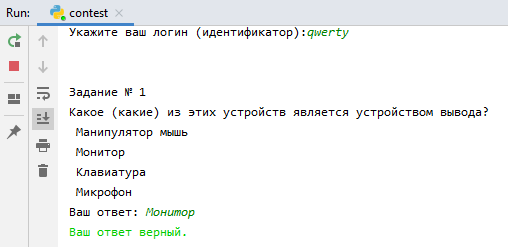 Run: contest
Укажите ваш логин (идентификатор):qwerty
Задание № 1
Какое (какие) из этих устройств является устройством вывода?
Манипулятор мышь
Монитор
Клавиатура
Микрофон
Ваш ответ: Монитор
Ваш ответ верный.